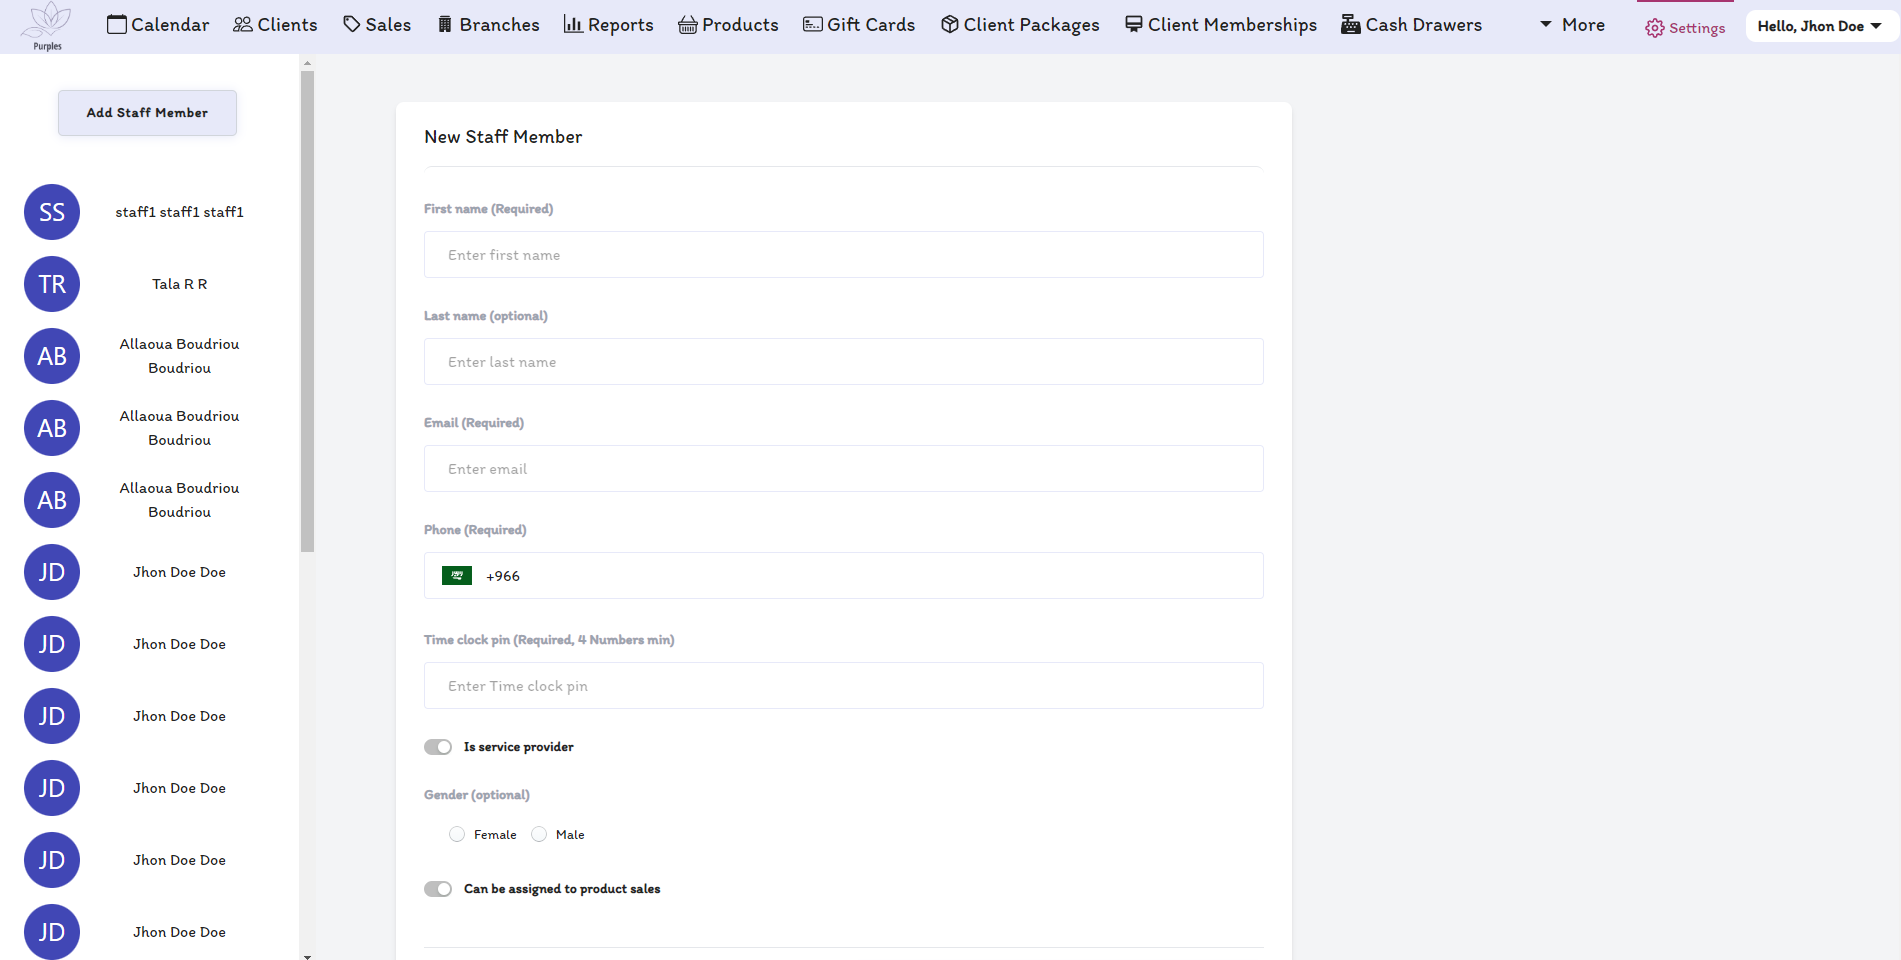 Purples
Calendar
Clients
Sales
Branches
Reports
Products
Gift Cards
Client Packages
Client Memberships
Cash Drawers
More
Settings
Hello, Jhon Doe
Add Staff Member
SS staff1 staff1 staff1
TR Tala R R
AB Allaoua Boudriou
Boudriou
AB Allaoua Boudriou
Boudriou
AB Allaoua Boudriou
Boudriou
JD Jhon Doe Doe
JD Jhon Doe Doe
JD Jhon Doe Doe
JD Jhon Doe Doe
JD Jhon Doe Doe
JD Jhon Doe Doe
New Staff Member
First name (Required)
Enter first name
Last name (optional)
Enter last name
Email (Required)
Enter email
Phone (Required)
+966
Time clock pin (Required, 4 Numbers min)
Enter Time clock pin
Is service provider
Gender (optional)
Female Male
Can be assigned to product sales